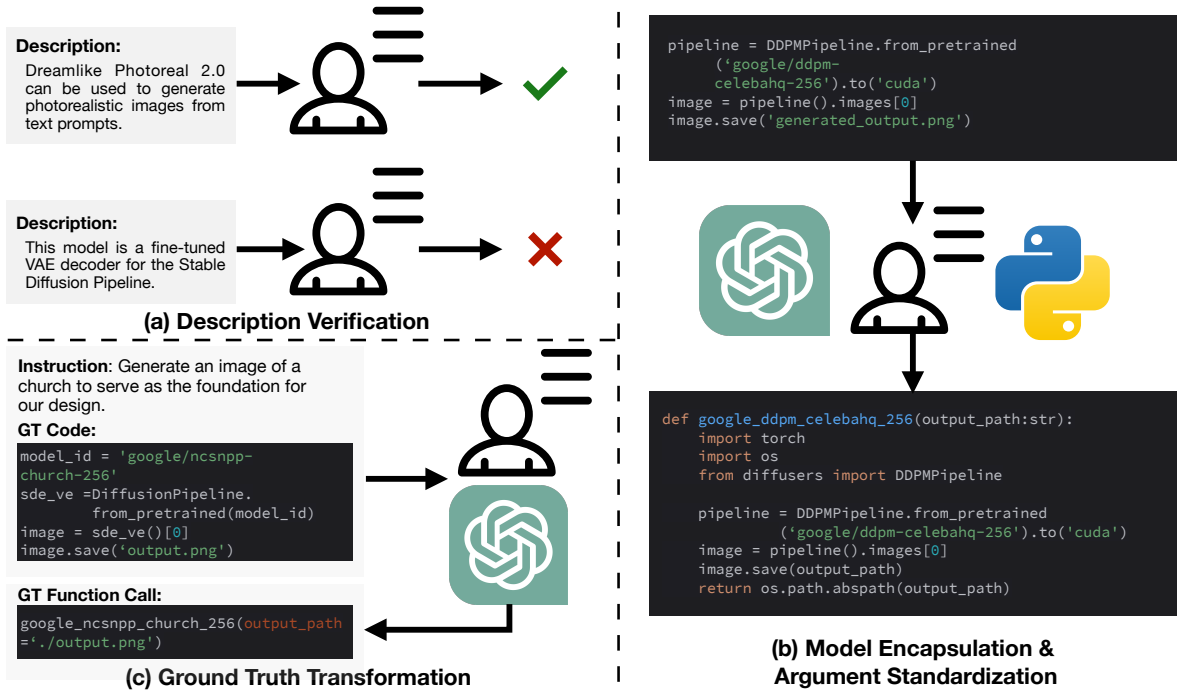 Description:
Dreamlike Photoreal 2.0
can be used to generate
photorealistic images from
text prompts.
Description:
This model is a fine-tuned
VAE decoder for the Stable
Diffusion Pipeline.
(a) Description Verification
Instruction: Generate an image of a
church to serve as the foundation for
our design.
GT Code:
model_id = 'google/ncsnpp-
church-256'
sde_ve =DiffusionPipeline.
from_pretrained(model_id)
image = sde_ve()[0]
image.save(‘output.png')
GT Function Call:
google_ncsnpp_church_256(output_path
=‘./output.png')
(c) Ground Truth Transformation
pipeline = DDPMPipeline.from_pretrained
(‘google/ddpm-
celebahq-256').to('cuda')
image = pipeline().images[0]
image.save('generated_output.png')
def google_ddpm_celebahq_256(output_path:str):
import torch
import os
from diffusers import DDPMPipeline
pipeline = DDPMPipeline.from_pretrained
(‘google/ddpm-celebahq-256').to('cuda')
image = pipeline().images[0]
image.save(output_path)
return os.path.abspath(output_path)
(b) Model Encapsulation &
Argument Standardization